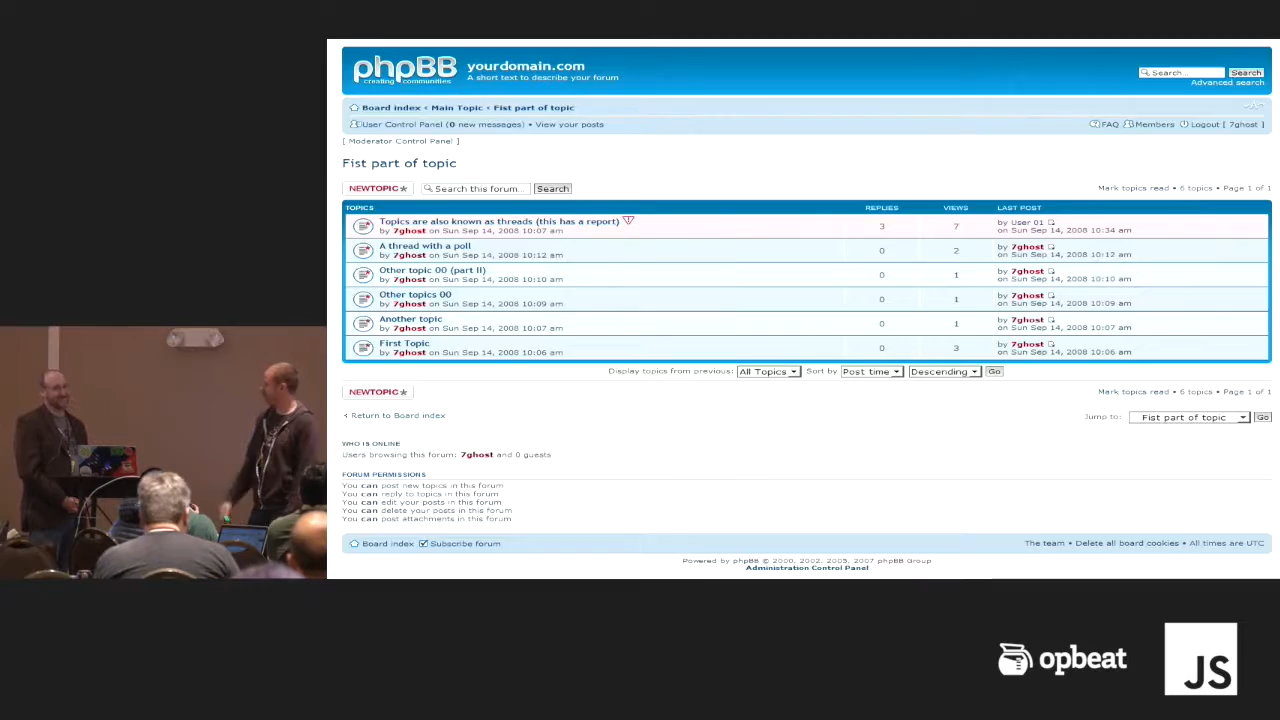 phpBB
creating communities
yourdomain.com
A short text to describe your forum
Search…
Search
Advanced search
Board index ‹ Main Topic ‹ Fist part of topic
User Control Panel (0 new messages) • View your posts
FAQ
Members
Logout [ 7ghost ]
[ Moderator Control Panel ]
Fist part of topic
NEWTOPIC
Search this forum…
Search
Mark topics read • 6 topics • Page 1 of 1
TOPICS
REPLIES
VIEWS
LAST POST
Topics are also known as threads (this has a report)
by 7ghost on Sun Sep 14, 2008 10:07 am
3
7
by User 01
on Sun Sep 14, 2008 10:34 am
A thread with a poll
by 7ghost on Sun Sep 14, 2008 10:12 am
0
2
by 7ghost
on Sun Sep 14, 2008 10:12 am
Other topic 00 (part II)
by 7ghost on Sun Sep 14, 2008 10:10 am
0
1
by 7ghost
on Sun Sep 14, 2008 10:10 am
Other topics 00
by 7ghost on Sun Sep 14, 2008 10:09 am
0
1
by 7ghost
on Sun Sep 14, 2008 10:09 am
Another topic
by 7ghost on Sun Sep 14, 2008 10:07 am
0
1
by 7ghost
on Sun Sep 14, 2008 10:07 am
First Topic
by 7ghost on Sun Sep 14, 2008 10:06 am
0
3
by 7ghost
on Sun Sep 14, 2008 10:06 am
Display topics from previous: All Topics Sort by Post time Descending Go
NEWTOPIC
Mark topics read • 6 topics • Page 1 of 1
Return to Board index
Jump to: Fist part of topic Go
WHO IS ONLINE
Users browsing this forum: 7ghost and 0 guests
FORUM PERMISSIONS
You can post new topics in this forum
You can reply to topics in this forum
You can edit your posts in this forum
You can delete your posts in this forum
You can post attachments in this forum
Board index
Subscribe forum
The team • Delete all board cookies • All times are UTC
Powered by phpBB © 2000, 2002, 2005, 2007 phpBB Group
Administration Control Panel
opbeat
JS